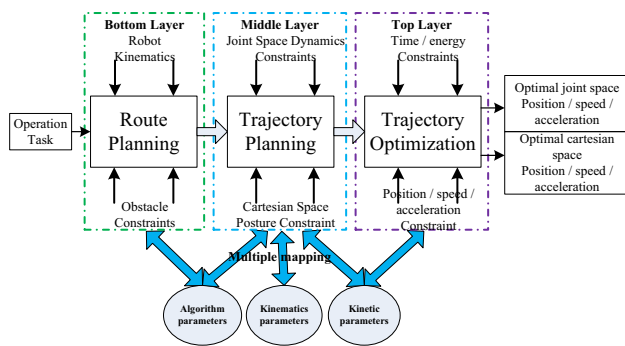 Bottom Layer
Robot
Kinematics
Middle Layer
Joint Space Dynamics
Constraints
Top Layer
Time / energy
Constraints
Operation
Task
Route
Planning
Trajectory
Planning
Trajectory
Optimization
Optimal joint space
Position / speed /
acceleration
Optimal cartesian
space
Position / speed /
acceleration
Obstacle
Constraints
Cartesian Space
Posture Constraint
Position / speed /
acceleration
Constraint
Multiple mapping
Algorithm
parameters
Kinematics
parameters
Kinetic
parameters